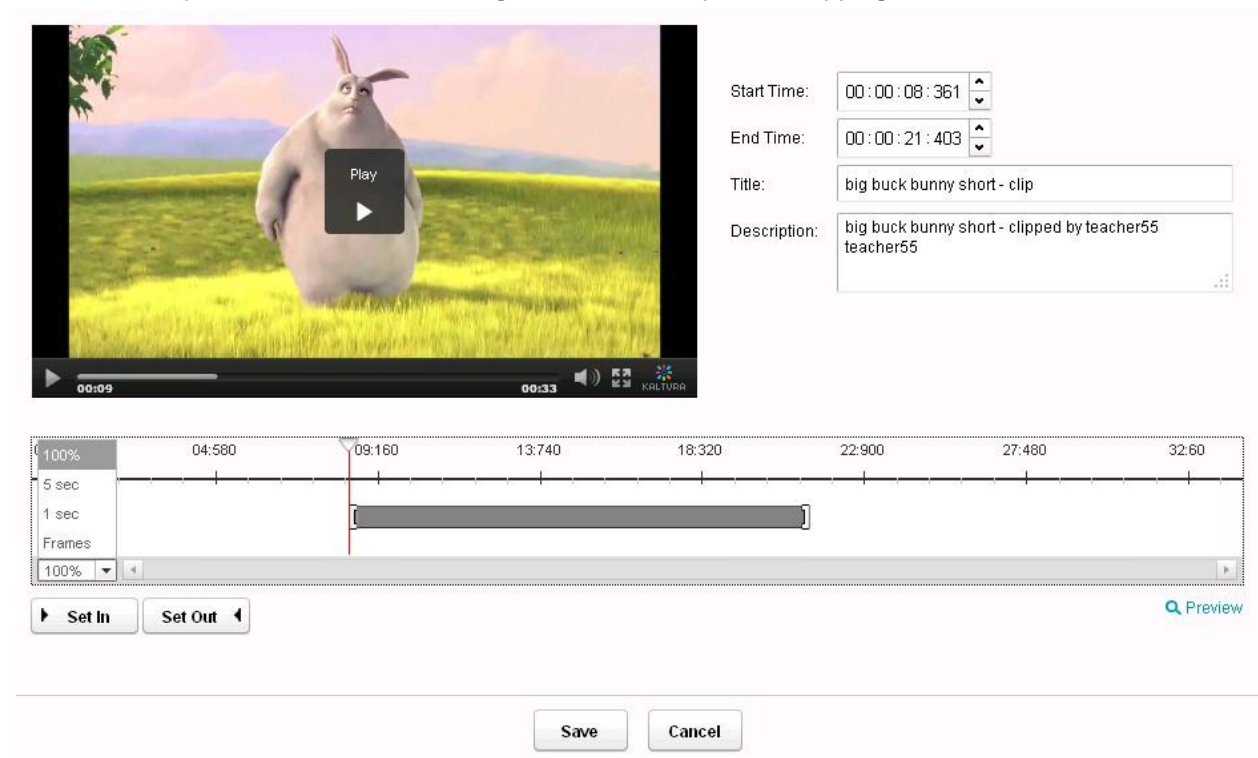 Play
00:09
00:33
KALTURA
Start Time:
00:00:08:361
End Time:
00:00:21:403
Title:
big buck bunny short - clip
Description:
big buck bunny short - clipped by teacher55
teacher55
04:580 09:160 13:740 18:320 22:900 27:480 32:60
100%
5 sec
1 sec
Frames
100%
Set In Set Out
Preview
Save Cancel